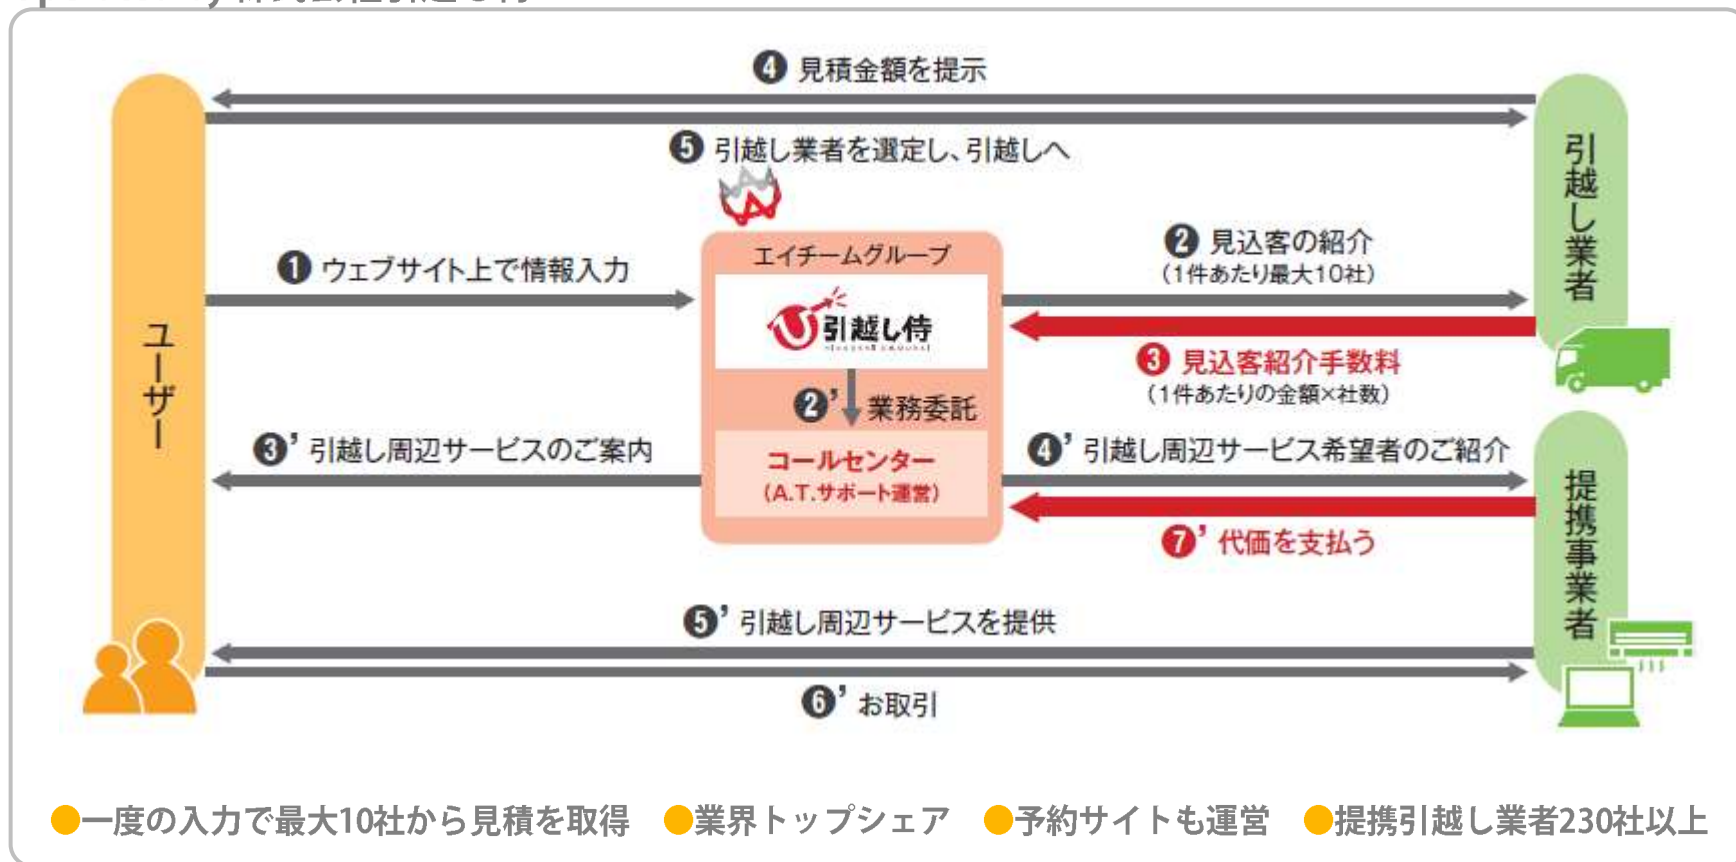 ❹ 見積金額を提示
❺ 引越し業者を選定し、引越しへ
エイチームグループ
❶ ウェブサイト上で情報入力
引越し侍
❷ 見込客の紹介
(1件あたり最大10社)
❸ 見込客紹介手数料
(1件あたりの金額×社数)
❷’ 業務委託
❸’ 引越し周辺サービスのご案内
コールセンター
(A.T.サポート運営)
❹’ 引越し周辺サービス希望者のご紹介
❼’ 代価を支払う
❺’ 引越し周辺サービスを提供
❻’ お取引
ユーザー
引越し業者
提携事業者
●一度の入力で最大10社から見積を取得 ●業界トップシェア ●予約サイトも運営 ●提携引越し業者230社以上